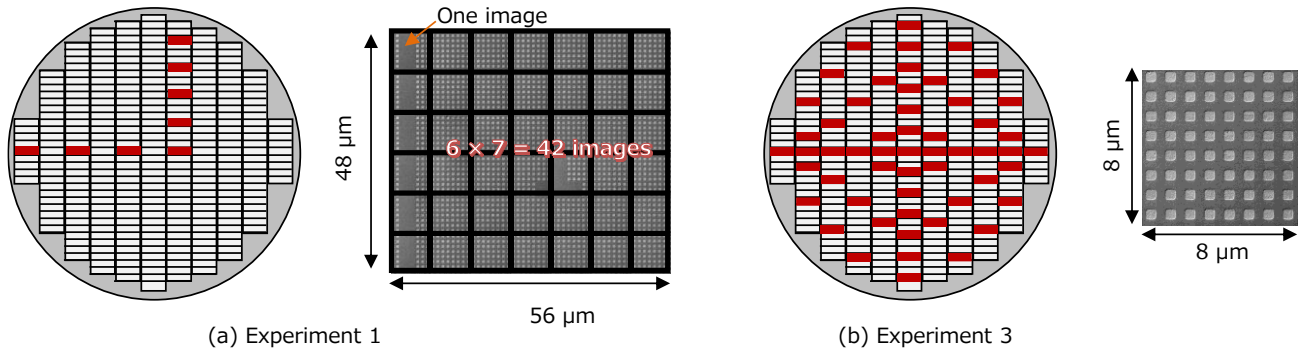 One image
48 μm
6 × 7 = 42 images
56 μm
(a) Experiment 1
8 μm
8 μm
(b) Experiment 3